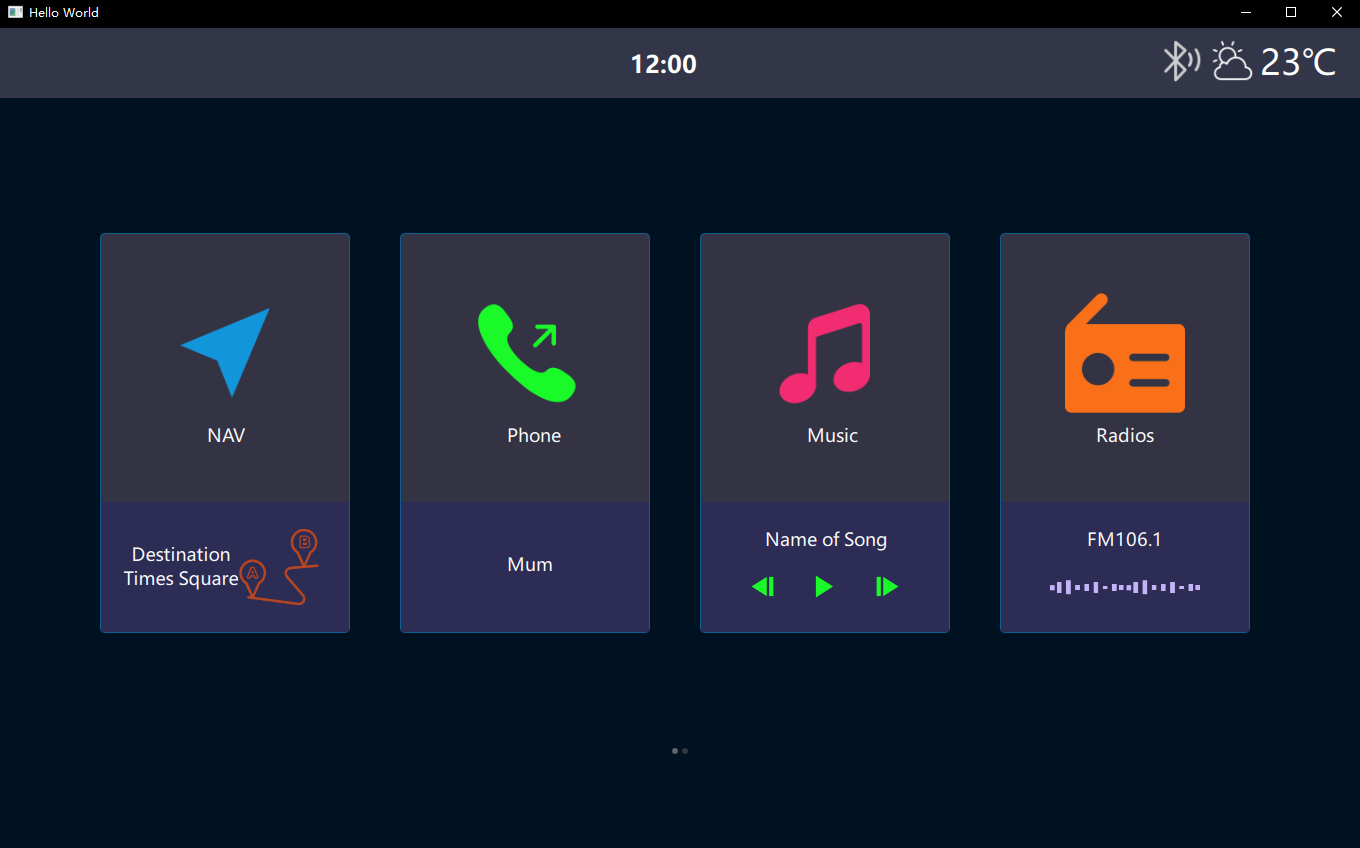 Hello World
12:00
23℃
NAV
Phone
Music
Radios
Destination
Times Square
A
B
Mum
Name of Song
FM106.1